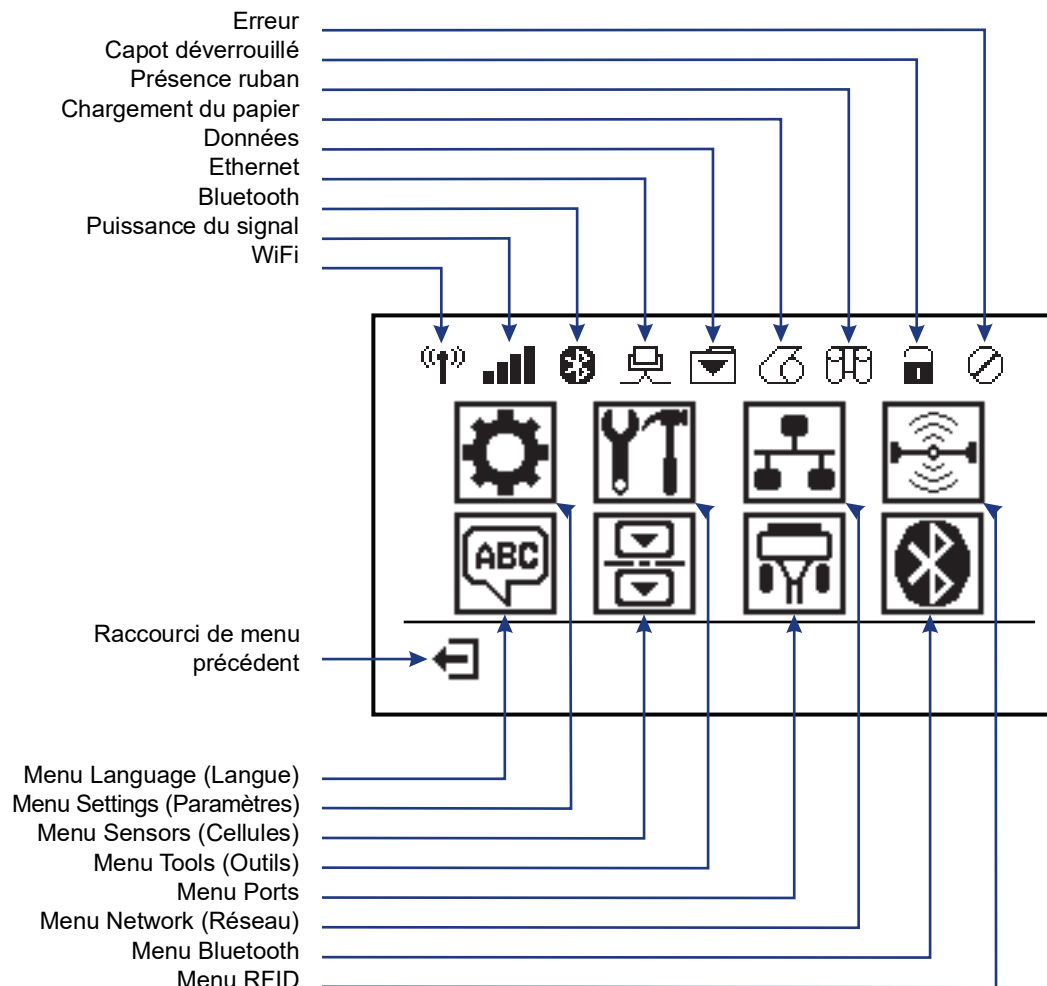 Erreur
Capot déverrouillé
Présence ruban
Chargement du papier
Données
Ethernet
Bluetooth
Puissance du signal
WiFi
ABC
Raccourci de menu
précédent
Menu Language (Langue)
Menu Settings (Paramètres)
Menu Sensors (Cellules)
Menu Tools (Outils)
Menu Ports
Menu Network (Réseau)
Menu Bluetooth
Menu RFID